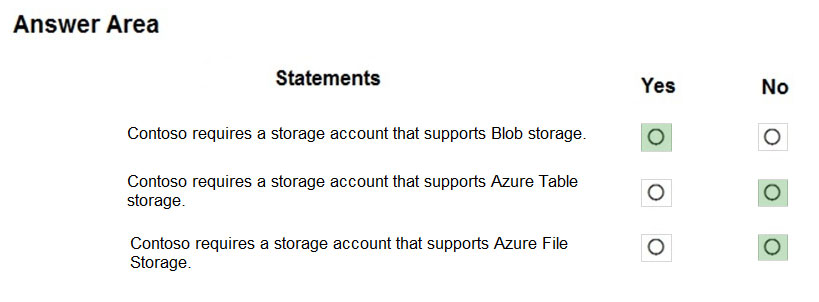 Answer Area
Statements Yes No
Contoso requires a storage account that supports Blob storage.
Contoso requires a storage account that supports Azure Table
storage.
Contoso requires a storage account that supports Azure File
Storage.